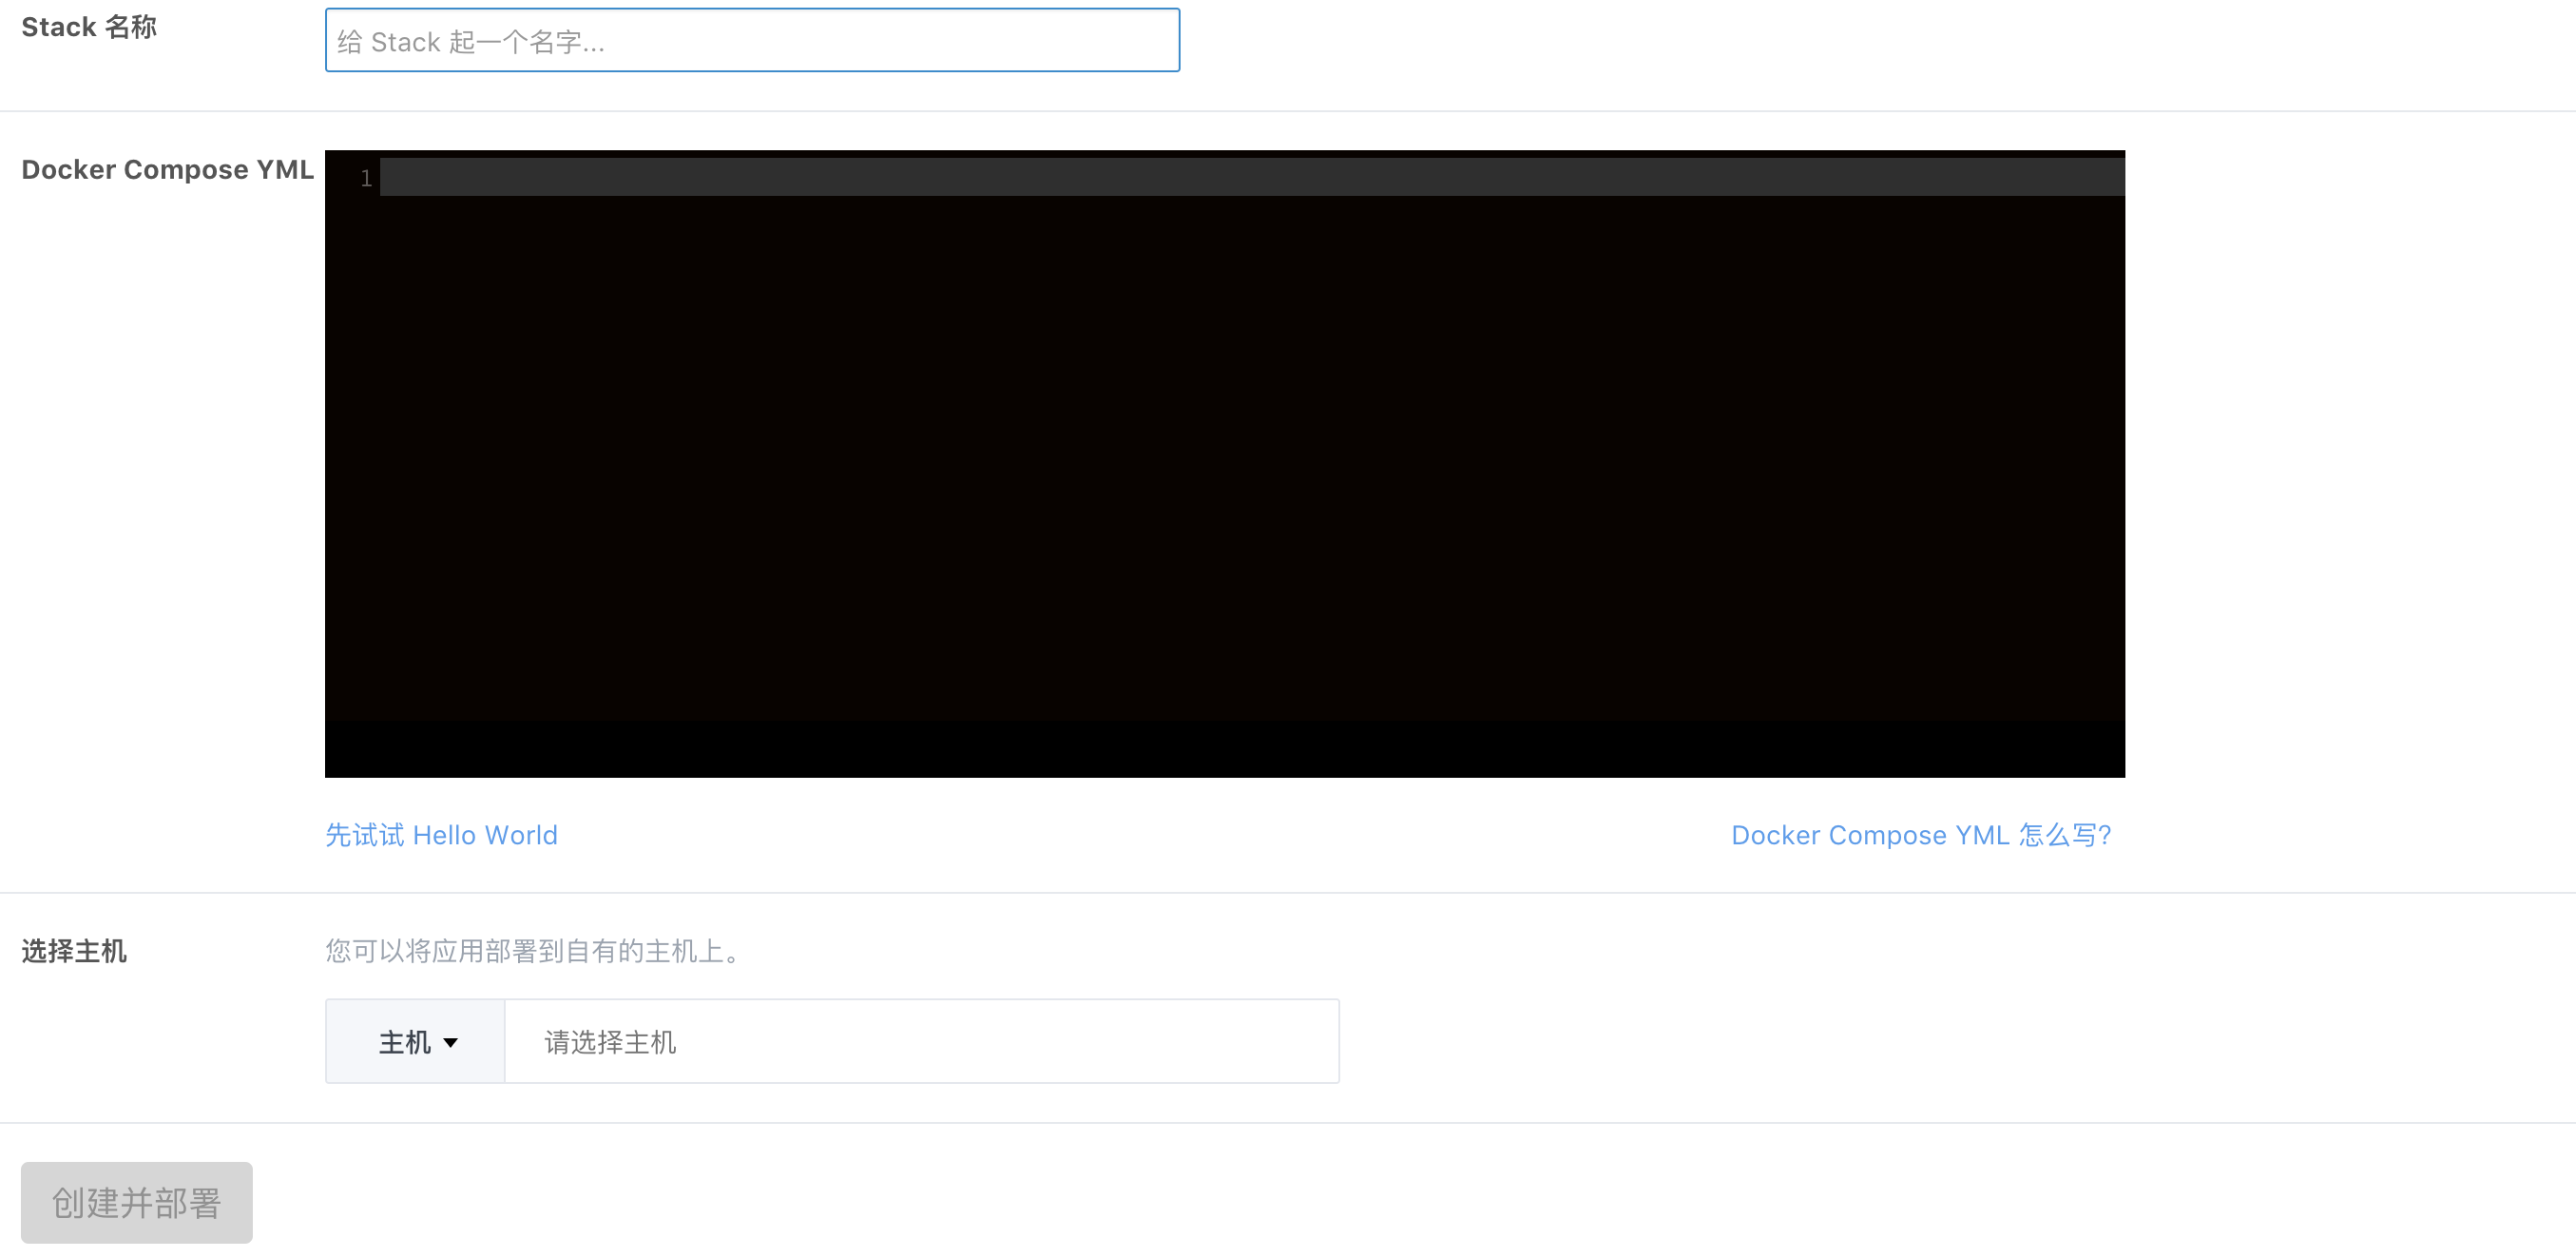 Stack 名称
给 Stack 起一个名字...
Docker Compose YML
1
先试试 Hello World
Docker Compose YML 怎么写?
选择主机
您可以将应用部署到自有的主机上。
主机
请选择主机
创建并部署